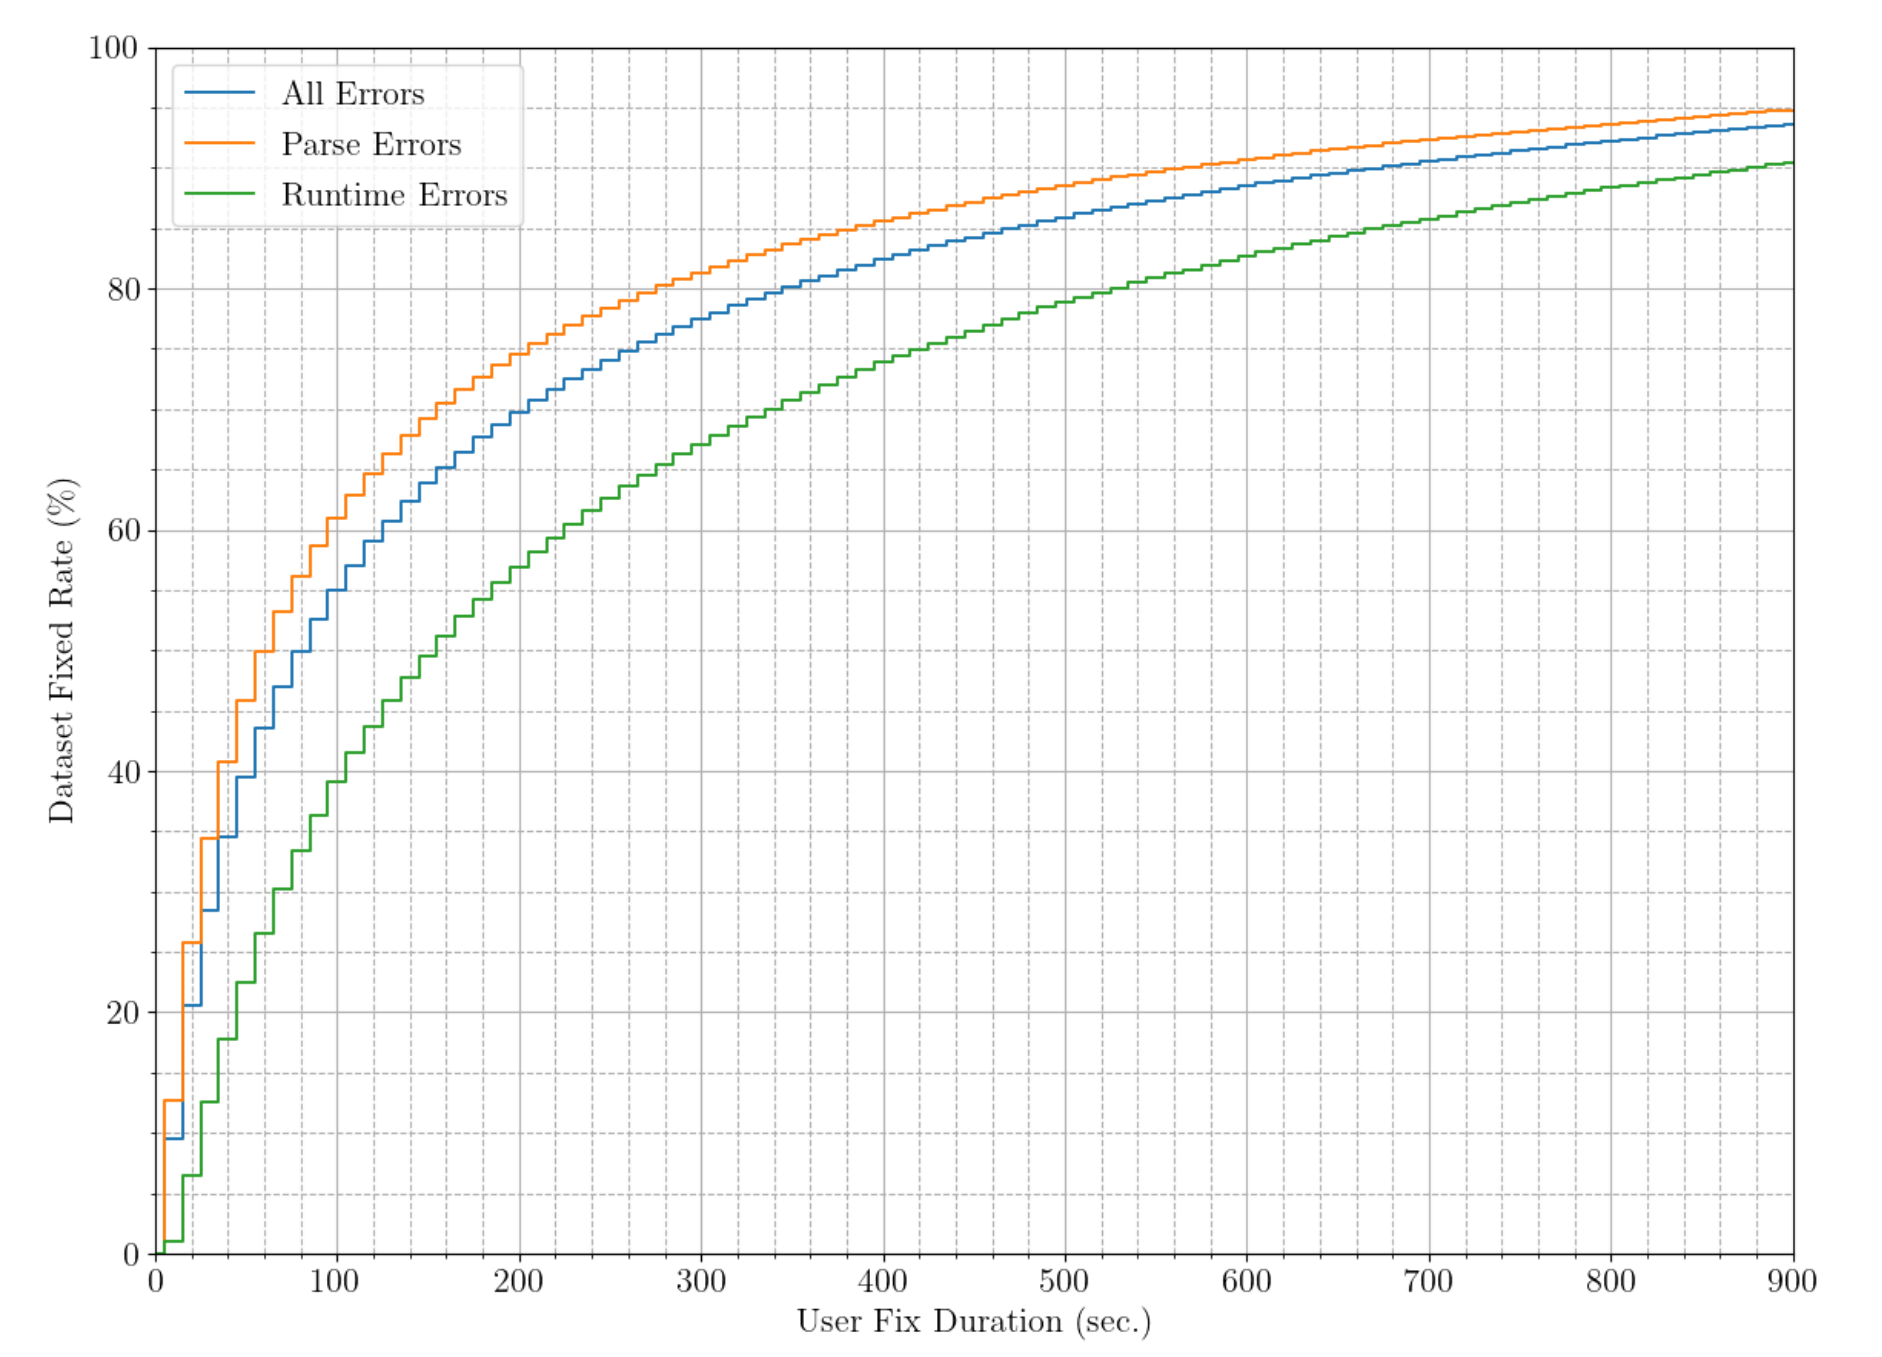 100
80
60
40
20
0
Dataset Fixed Rate (%)
All Errors
Parse Errors
Runtime Errors
0 100 200 300 400 500 600 700 800 900
User Fix Duration (sec.)